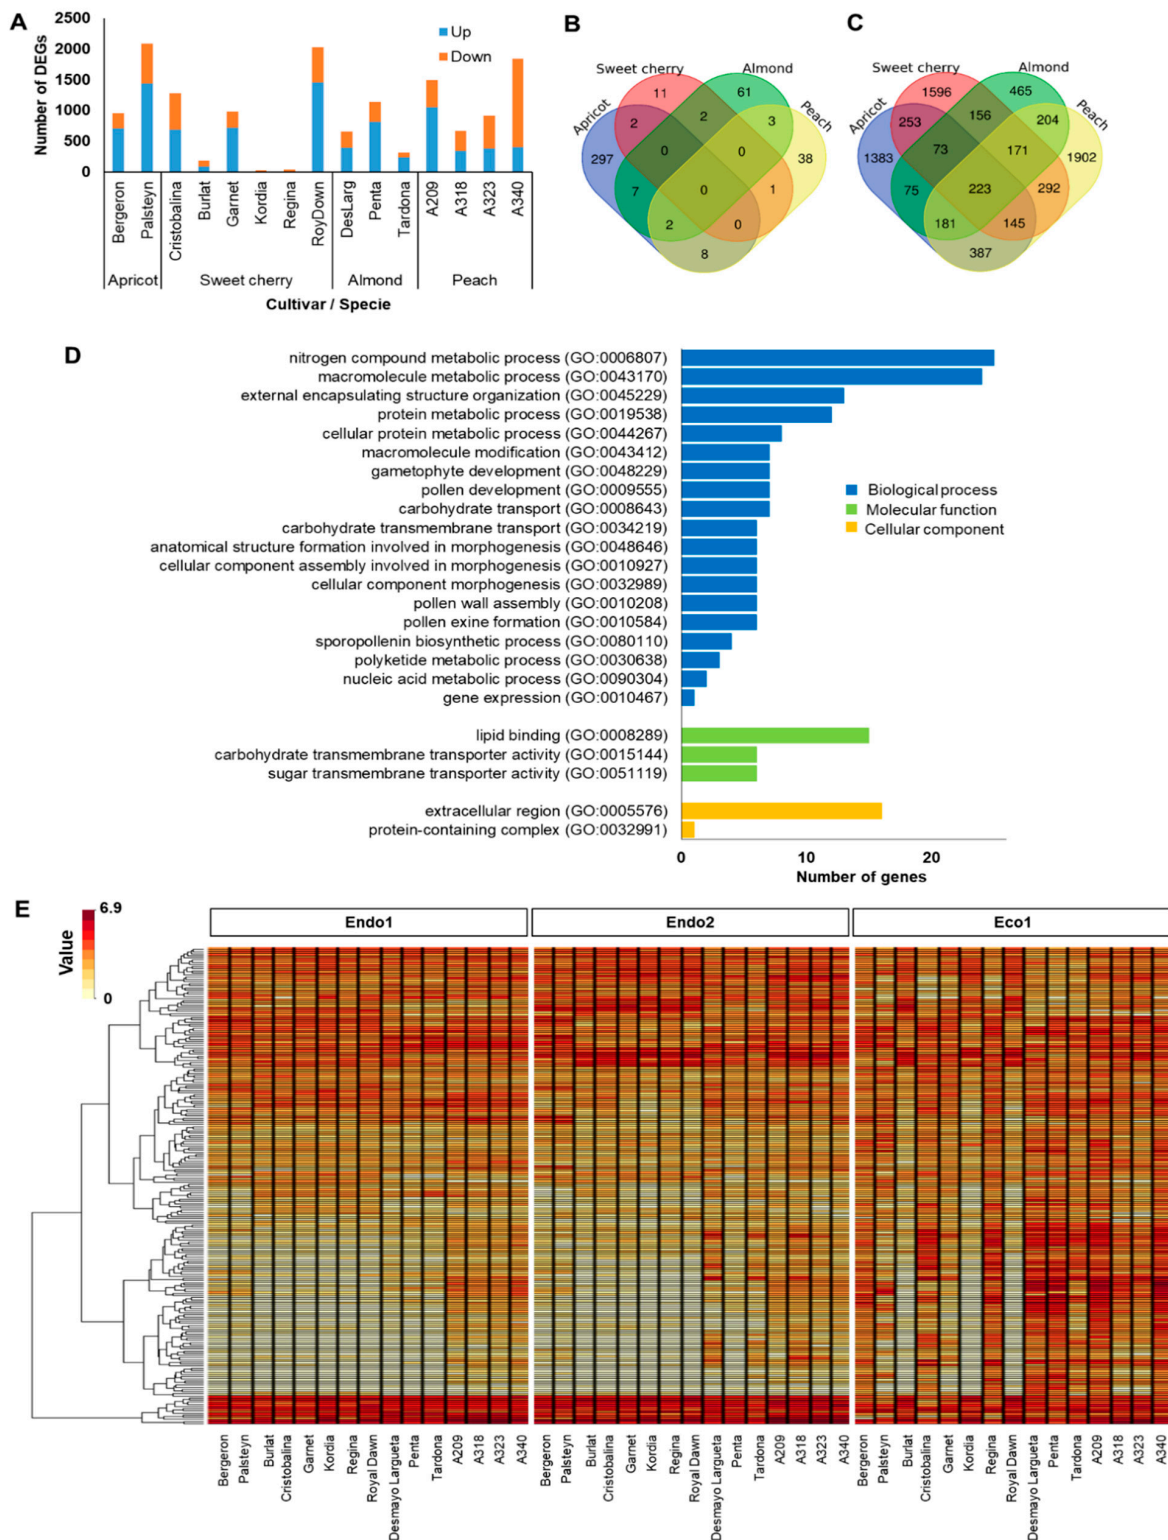 A
Number of DEGs
2500
2000
1500
1000
500
0
Up
Down
Bergeron
Palsteyn
Cristobalina
Burlat
Garnet
Kordia
Regina
RoyDown
DesLarg
Penta
Tardona
A209
A318
A323
A340
Apricot
Sweet cherry
Almond
Peach
Cultivar / Specie
B
Sweet cherry
Almond
Apricot
Peach
11
61
2
2
3
297
0
0
38
7
0
1
2
0
8
C
Sweet cherry
Almond
Apricot
Peach
1596
465
253
156
204
1383
73
171
1902
75
223
292
181
145
387
D
nitrogen compound metabolic process (GO:0006807)
macromolecule metabolic process (GO:0043170)
external encapsulating structure organization (GO:0045229)
protein metabolic process (GO:0019538)
cellular protein metabolic process (GO:0044267)
macromolecule modification (GO:0043412)
gametophyte development (GO:0048229)
pollen development (GO:0009555)
carbohydrate transport (GO:0008643)
carbohydrate transmembrane transport (GO:0034219)
anatomical structure formation involved in morphogenesis (GO:0048646)
cellular component assembly involved in morphogenesis (GO:0010927)
cellular component morphogenesis (GO:0032989)
pollen wall assembly (GO:0010208)
pollen exine formation (GO:0010584)
sporopollenin biosynthetic process (GO:0080110)
polyketide metabolic process (GO:0030638)
nucleic acid metabolic process (GO:0090304)
gene expression (GO:0010467)
lipid binding (GO:0008289)
carbohydrate transmembrane transporter activity (GO:0015144)
sugar transmembrane transporter activity (GO:0051119)
extracellular region (GO:0005576)
protein-containing complex (GO:0032991)
Biological process
Molecular function
Cellular component
0
10
20
Number of genes
E
6.9
0
Value
Endo1
Endo2
Eco1
Bergeron
Palsteyn
Burlat
Cristobalina
Garnet
Kordia
Regina
Royal Dawn
Desmayo Largueta
Penta
Tardona
A209
A318
A323
A340
Bergeron
Palsteyn
Burlat
Cristobalina
Garnet
Kordia
Regina
Royal Dawn
Desmayo Largueta
Penta
Tardona
A209
A318
A323
A340
Bergeron
Palsteyn
Burlat
Cristobalina
Garnet
Kordia
Regina
Royal Dawn
Desmayo Largueta
Penta
Tardona
A209
A318
A323
A340